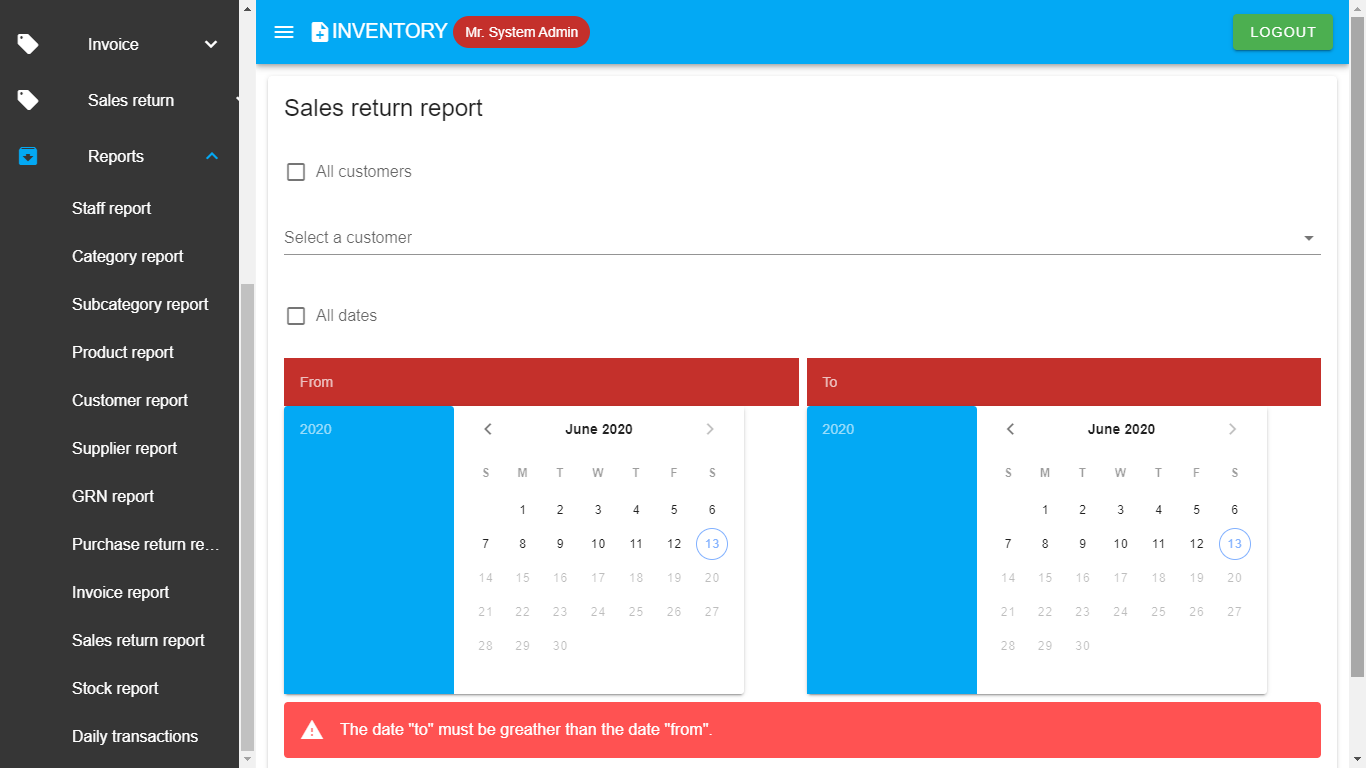 Invoice
Sales return
Reports
Staff report
Category report
Subcategory report
Product report
Customer report
Supplier report
GRN report
Purchase return re…
Invoice report
Sales return report
Stock report
Daily transactions
INVENTORY Mr. System Admin LOGOUT
Sales return report
All customers
Select a customer
All dates
From
2020
June 2020
S M T W T F S
1 2 3 4 5 6
7 8 9 10 11 12 13
14 15 16 17 18 19 20
21 22 23 24 25 26 27
28 29 30
To
2020
June 2020
S M T W T F S
1 2 3 4 5 6
7 8 9 10 11 12 13
14 15 16 17 18 19 20
21 22 23 24 25 26 27
28 29 30
The date "to" must be greather than the date "from".